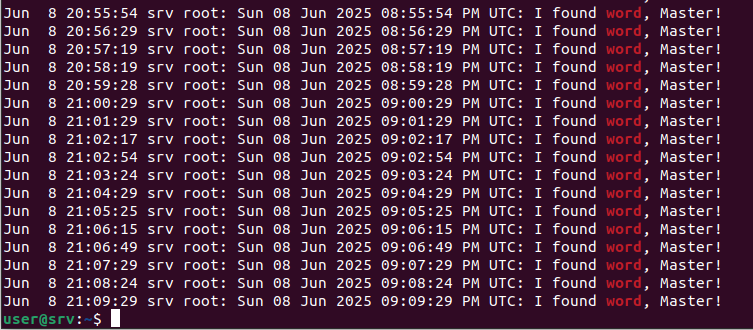 Jun  8 20:55:54 srv root: Sun 08 Jun 2025 08:55:54 PM UTC: I found word, Master!
Jun  8 20:56:29 srv root: Sun 08 Jun 2025 08:56:29 PM UTC: I found word, Master!
Jun  8 20:57:19 srv root: Sun 08 Jun 2025 08:57:19 PM UTC: I found word, Master!
Jun  8 20:58:19 srv root: Sun 08 Jun 2025 08:58:19 PM UTC: I found word, Master!
Jun  8 20:59:28 srv root: Sun 08 Jun 2025 08:59:28 PM UTC: I found word, Master!
Jun  8 21:00:29 srv root: Sun 08 Jun 2025 09:00:29 PM UTC: I found word, Master!
Jun  8 21:01:29 srv root: Sun 08 Jun 2025 09:01:29 PM UTC: I found word, Master!
Jun  8 21:02:17 srv root: Sun 08 Jun 2025 09:02:17 PM UTC: I found word, Master!
Jun  8 21:02:54 srv root: Sun 08 Jun 2025 09:02:54 PM UTC: I found word, Master!
Jun  8 21:03:24 srv root: Sun 08 Jun 2025 09:03:24 PM UTC: I found word, Master!
Jun  8 21:04:29 srv root: Sun 08 Jun 2025 09:04:29 PM UTC: I found word, Master!
Jun  8 21:05:25 srv root: Sun 08 Jun 2025 09:05:25 PM UTC: I found word, Master!
Jun  8 21:06:15 srv root: Sun 08 Jun 2025 09:06:15 PM UTC: I found word, Master!
Jun  8 21:06:49 srv root: Sun 08 Jun 2025 09:06:49 PM UTC: I found word, Master!
Jun  8 21:07:29 srv root: Sun 08 Jun 2025 09:07:29 PM UTC: I found word, Master!
Jun  8 21:08:24 srv root: Sun 08 Jun 2025 09:08:24 PM UTC: I found word, Master!
Jun  8 21:09:29 srv root: Sun 08 Jun 2025 09:09:29 PM UTC: I found word, Master!
user@srv:~$